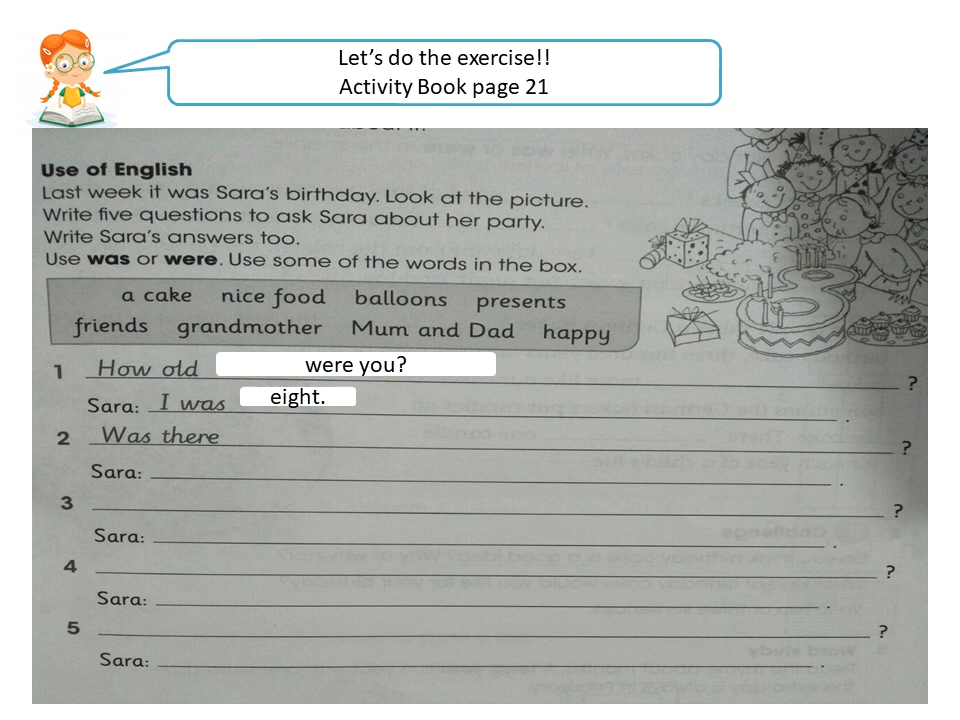 Let's do the exercise!!
Activity Book page 21
Use of English
Last week it was Sara's birthday. Look at the picture.
Write five questions to ask Sara about her party.
Write Sara's answers too.
Use was or were. Use some of the words in the box.
a cake nice food balloons presents
friends grandmother Mum and Dad happy
1 How old were you? ?
Sara: I was eight. .
2 Was there ?
Sara: .
3 ?
Sara: .
4 ?
Sara: .
5 ?
Sara: .